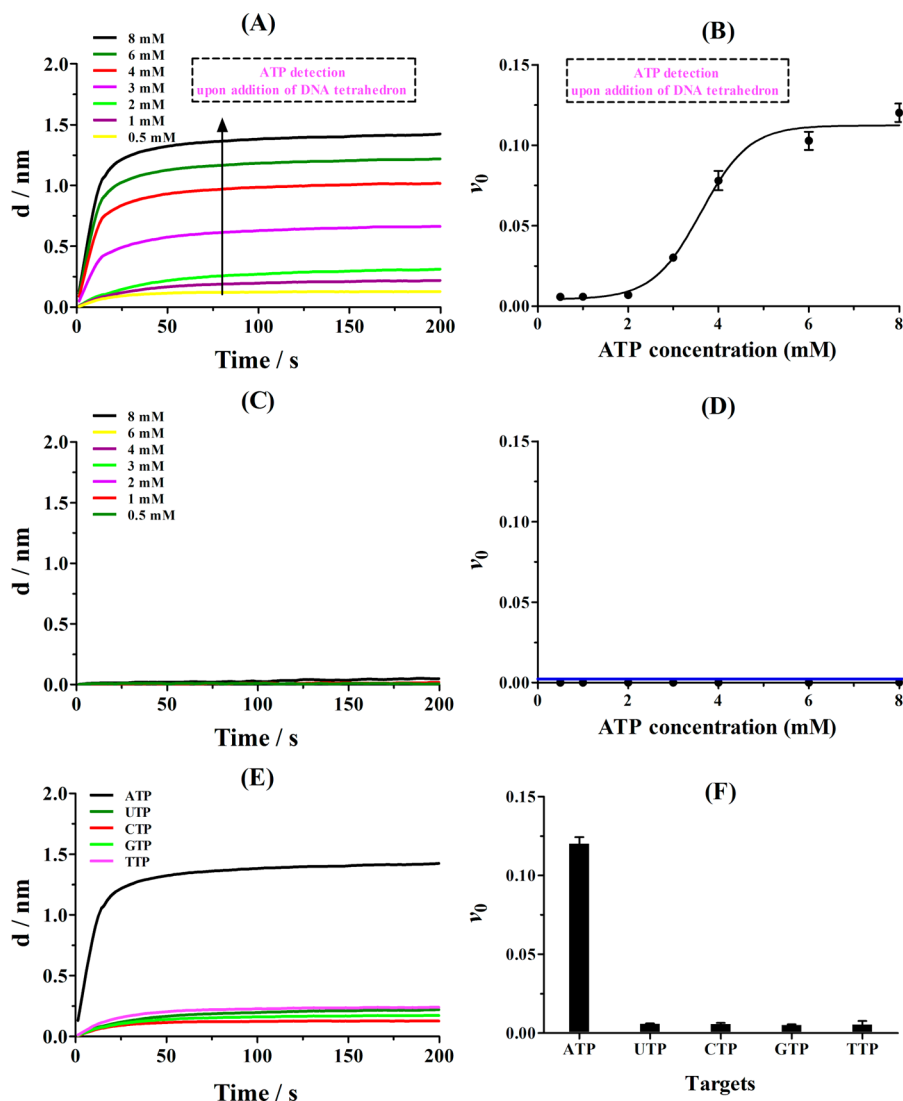 (A)
8 mM
6 mM
4 mM
3 mM
2 mM
1 mM
0.5 mM
ATP detection
upon addition of DNA tetrahedron
2.0
1.5
1.0
0.5
0.0
d / nm
0 50 100 150 200
Time / s
(B)
ATP detection
upon addition of DNA tetrahedron
0.15
0.10
0.05
0.00
v0
0 2 4 6 8
ATP concentration (mM)
(C)
8 mM
6 mM
4 mM
3 mM
2 mM
1 mM
0.5 mM
2.0
1.5
1.0
0.5
0.0
d / nm
0 50 100 150 200
Time / s
(D)
0.15
0.10
0.05
0.00
v0
0 2 4 6 8
ATP concentration (mM)
(E)
ATP
UTP
CTP
GTP
TTP
2.0
1.5
1.0
0.5
0.0
d / nm
0 50 100 150 200
Time / s
(F)
0.15
0.10
0.05
0.00
v0
ATP UTP CTP GTP TTP
Targets